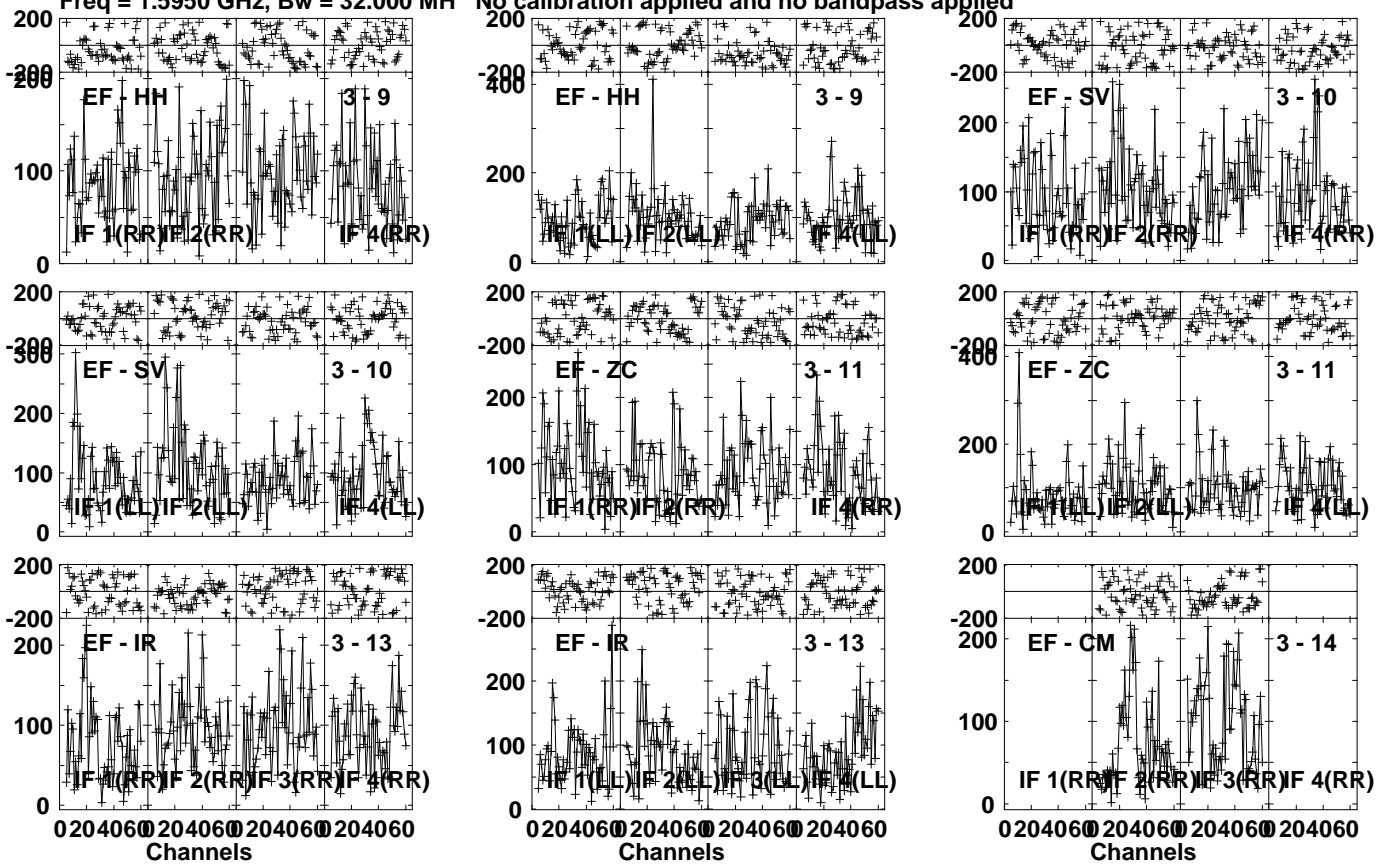 Freq = 1.5950 GHz, Bw = 32.000 MH No calibration applied and no bandpass applied
200 200 200
-200 -200 -200
200 400
EF - HH 3 - 9 EF - HH 3 - 9 EF - SV 3 - 10
200
100 200 100
IF 1(RR) IF 2(RR) IF 4(RR) IF 1(LL) IF 2(LL) IF 4(LL) IF 1(RR) IF 2(RR) IF 4(RR)
0 0 0
200 200 200
-200 -200 -200
300 400
EF - SV 3 - 10 EF - ZC 3 - 11 EF - ZC 3 - 11
200 200
100 100 200
IF 1(LL) IF 2(LL) IF 4(LL) IF 1(RR) IF 2(RR) IF 4(RR) IF 1(LL) IF 2(LL) IF 4(LL)
0 0 0
200 200 200
-200 -200 -200
200 200
EF - IR 3 - 13 EF - IR 3 - 13 EF - CM 3 - 14
200
100 100 100
IF 1(RR) IF 2(RR) IF 3(RR) IF 4(RR) IF 1(LL) IF 2(LL) IF 3(LL) IF 4(LL) IF 1(RR) IF 2(RR) IF 3(RR) IF 4(RR)
0 0 0
0 20 40 60 0 20 40 60 0 20 40 60 0 20 40 60 0 20 40 60 0 20 40 60 0 20 40 60 0 20 40 60 0 20 40 60 0 20 40 60 0 20 40 60 0 20 40 60
Channels Channels Channels